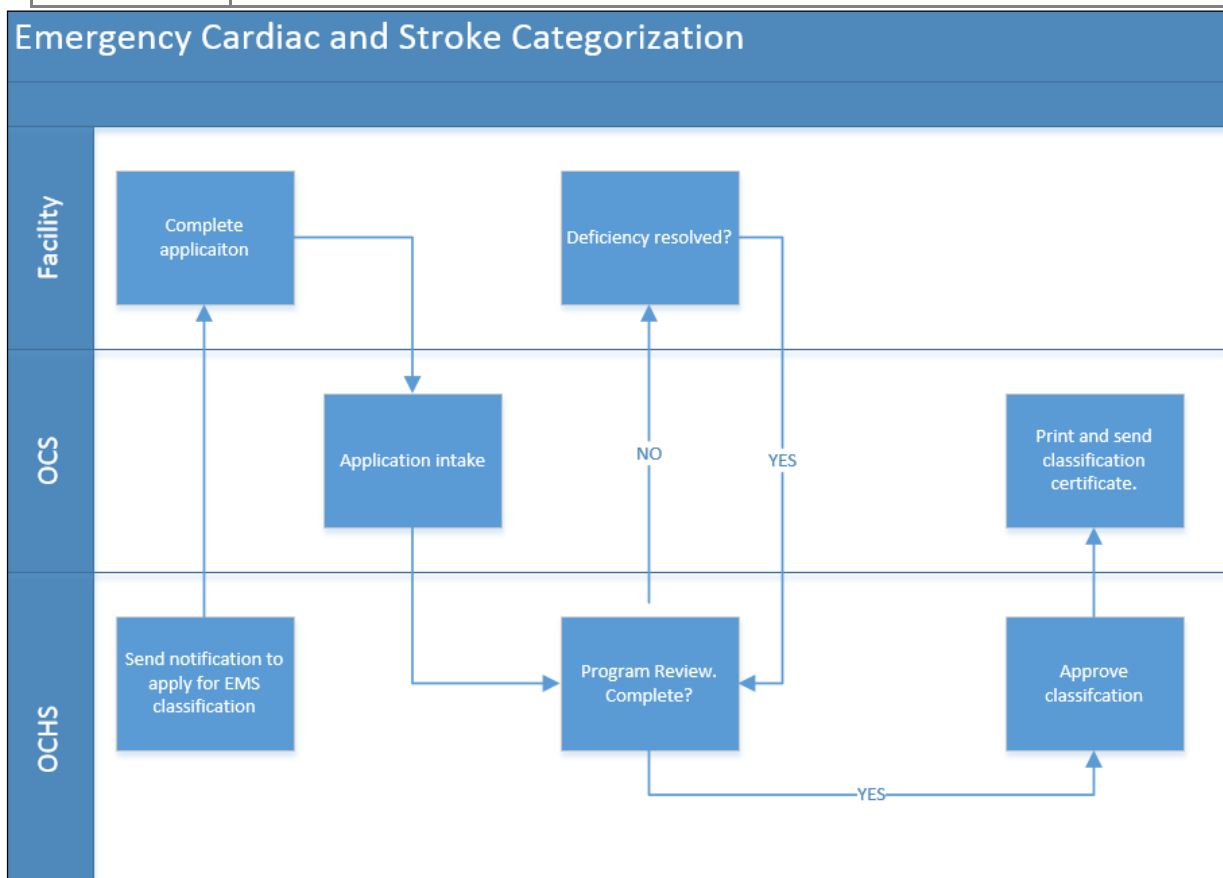 Emergency Cardiac and Stroke Categorization
Facility
Complete
applicaiton
Deficiency resolved?
OCS
Application intake
NO
YES
Print and send
classification
certificate.
OCHS
Send notification to
apply for EMS
classification
Program Review.
Complete?
Approve
classifcation
YES